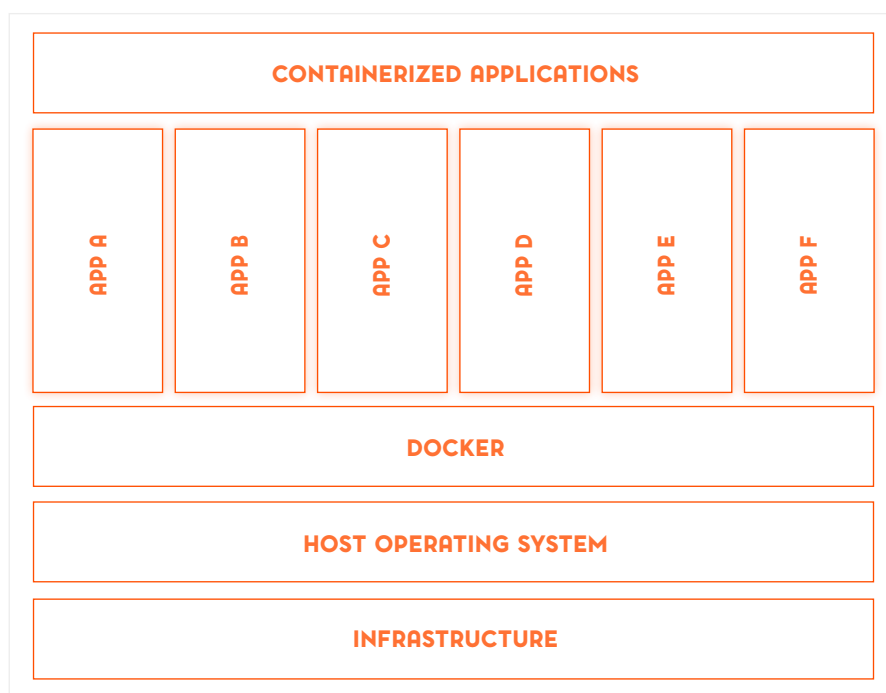 CONTAINERIZED APPLICATIONS
APP A
APP B
APP C
APP D
APP E
APP F
DOCKER
HOST OPERATING SYSTEM
INFRASTRUCTURE